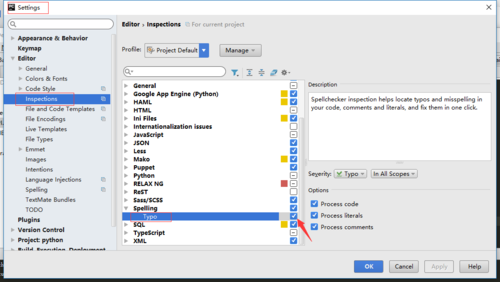 Settings
Appearance & Behavior
Keymap
Editor
General
Colors & Fonts
Code Style
Inspections
File and Code Templates
File Encodings
Live Templates
File Types
Emmet
Images
Intentions
Language Injections
Spelling
TextMate Bundles
TODO
Plugins
Version Control
Project: python
Build, Execution, Deployment
Editor › Inspections For current project
Profile: Project Default Manage
General
Google App Engine (Python)
HAML
HTML
Ini Files
Internationalization issues
JavaScript
JSON
Less
Mako
Puppet
Python
RELAX NG
ReST
Sass/SCSS
Spelling
Typo
SQL
TypeScript
XML
Description
Spellchecker inspection helps locate typos and misspelling in
your code, comments and literals, and fix them in one click.
Severity: Typo In All Scopes
Options
Process code
Process literals
Process comments
OK Cancel Apply Help